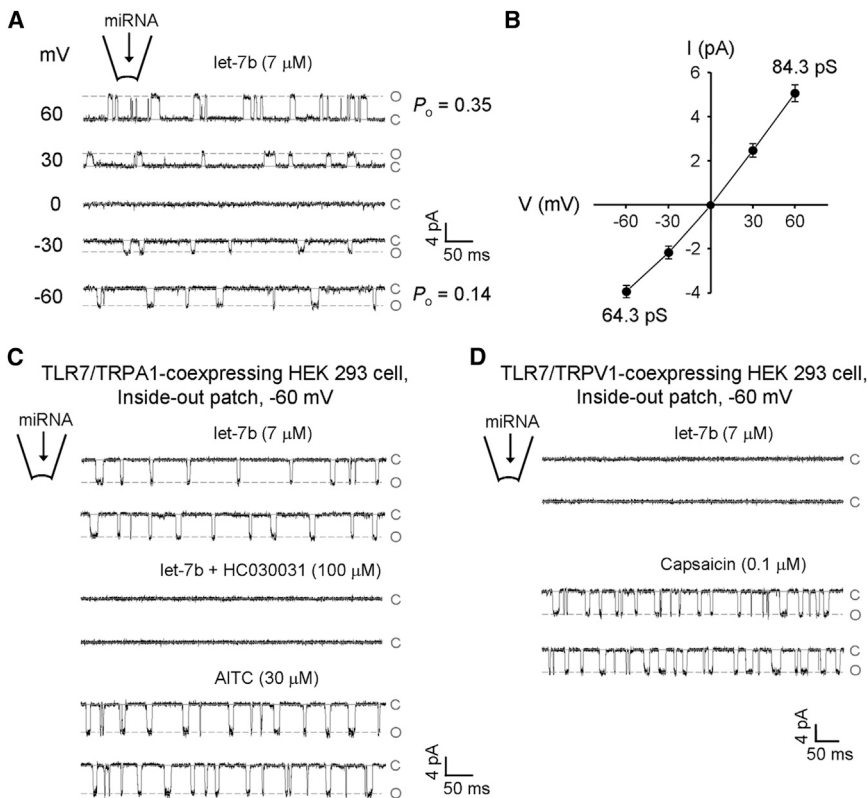 A
miRNA
mV
let-7b (7 μM)
60
O
C
Po = 0.35
30
O
C
0
C
-30
C
O
4 pA
50 ms
-60
C
O
Po = 0.14
B
I (pA)
84.3 pS
6
4
2
V (mV)
-60 -30 30 60
-2
-4
64.3 pS
C
TLR7/TRPA1-coexpressing HEK 293 cell,
Inside-out patch, -60 mV
miRNA
let-7b (7 μM)
C
O
C
O
let-7b + HC030031 (100 μM)
C
C
AITC (30 μM)
C
O
C
O
4 pA
50 ms
D
TLR7/TRPV1-coexpressing HEK 293 cell,
Inside-out patch, -60 mV
miRNA
let-7b (7 μM)
C
C
Capsaicin (0.1 μM)
C
O
C
O
4 pA
50 ms